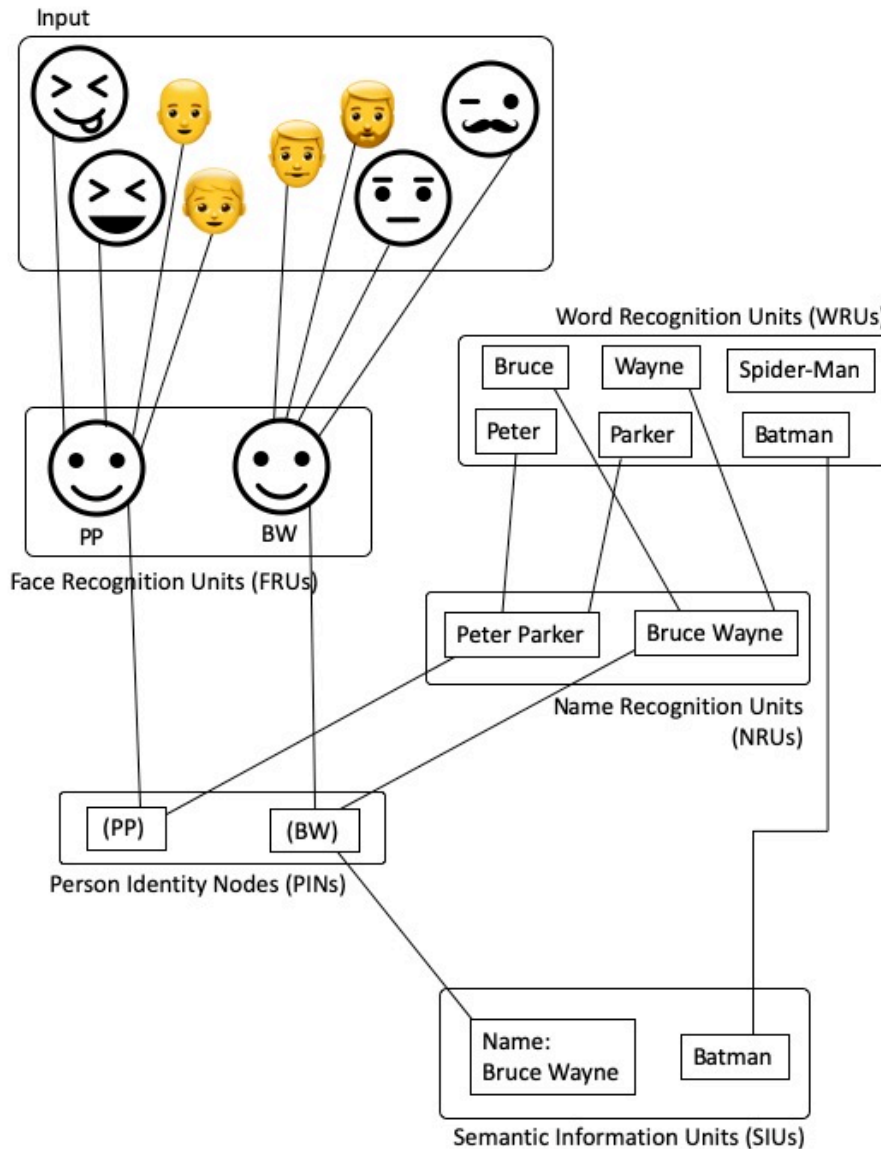 Input
Word Recognition Units (WRUs)
Bruce
Wayne
Spider-Man
Peter
Parker
Batman
PP
BW
Face Recognition Units (FRUs)
Peter Parker
Bruce Wayne
Name Recognition Units
(NRUs)
(PP)
(BW)
Person Identity Nodes (PINs)
Name:
Bruce Wayne
Batman
Semantic Information Units (SIUs)